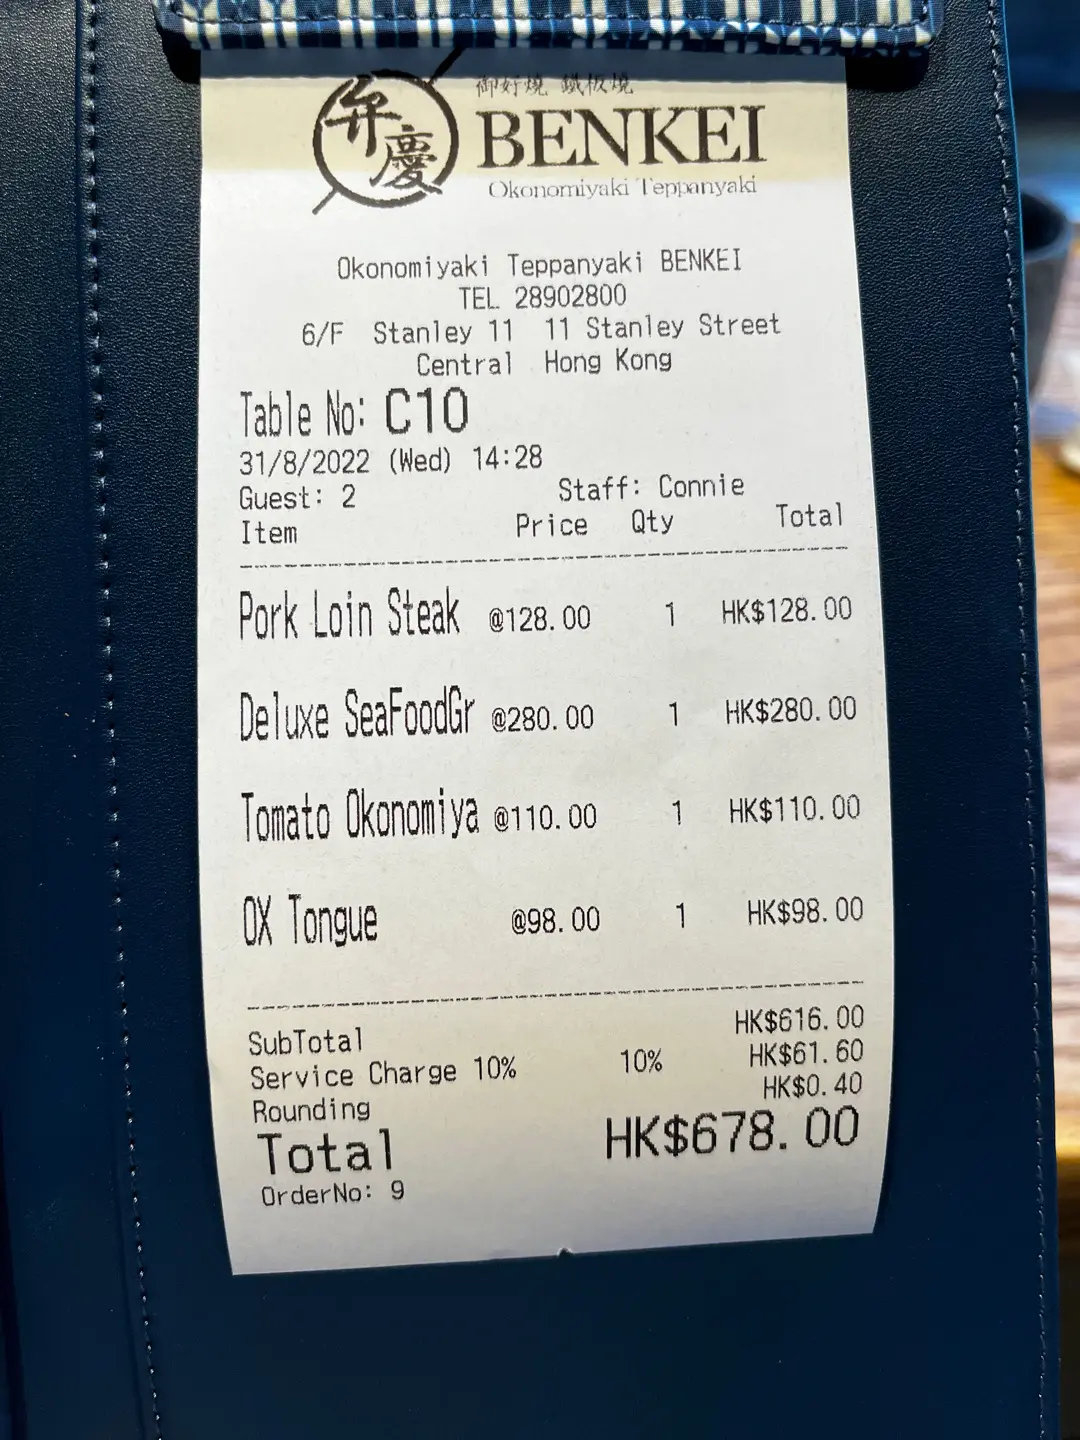 弁慶
御好燒 鐵板燒
BENKEI
Okonomiyaki Teppanyaki
Okonomiyaki Teppanyaki BENKEI
TEL 28902800
6/F Stanley 11 11 Stanley Street
Central Hong Kong
Table No: C10
31/8/2022 (Wed) 14:28
Guest: 2 Staff: Connie
Item Price Qty Total
Pork Loin Steak @128.00 1 HK$128.00
Deluxe SeaFoodGr @280.00 1 HK$280.00
Tomato Okonomiya @110.00 1 HK$110.00
OX Tongue @98.00 1 HK$98.00
SubTotal HK$616.00
Service Charge 10% 10% HK$61.60
Rounding HK$0.40
Total HK$678.00
OrderNo: 9